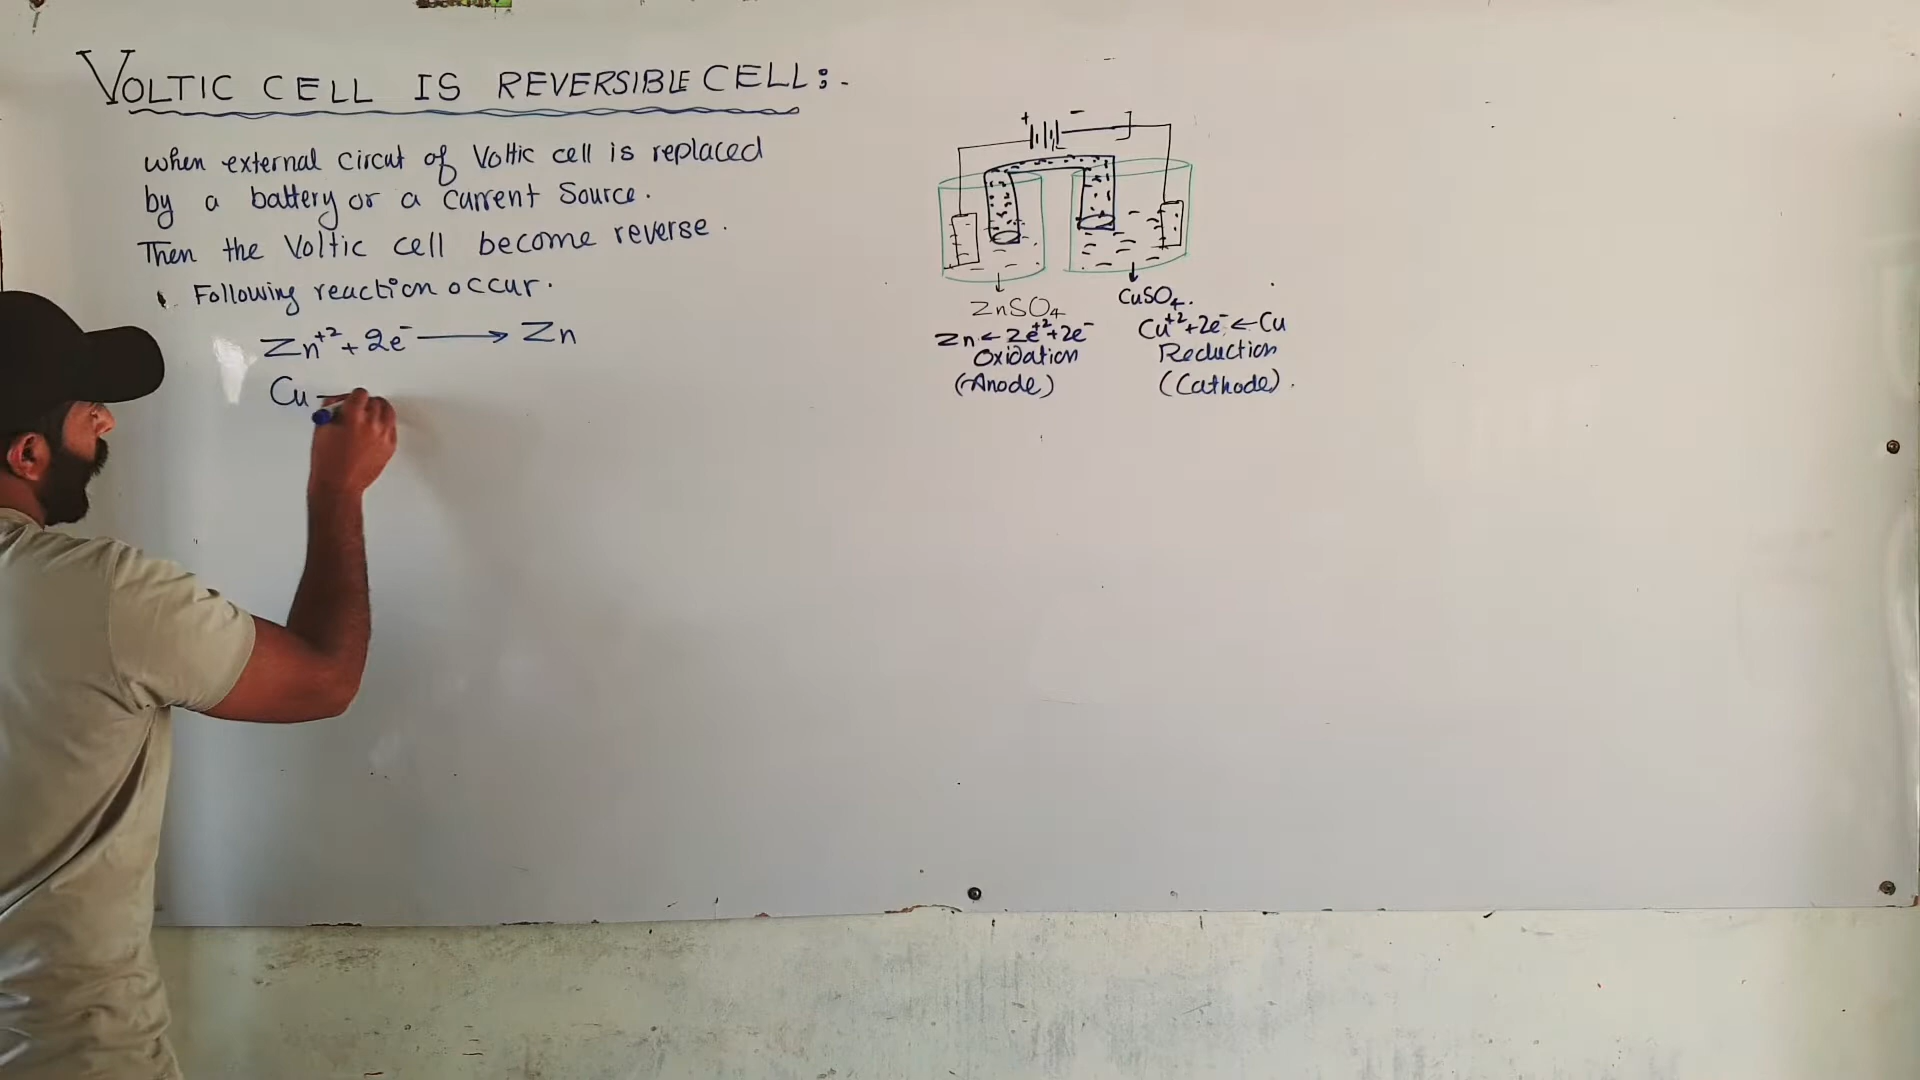 VOLTIC CELL IS REVERSIBLE CELL:-
when external circut of Voltic cell is replaced
by a battery or a current Source.
Then the Voltic cell become reverse.
Following reaction occur.
Zn⁺² + 2e⁻ ⟶ Zn
Cu —
+ -
ZnSO₄
Zn ← Ze⁺² + 2e⁻
Oxidation
(Anode)
CuSO₄.
Cu⁺² + 2e⁻ ← Cu
Reduction
(Cathode).